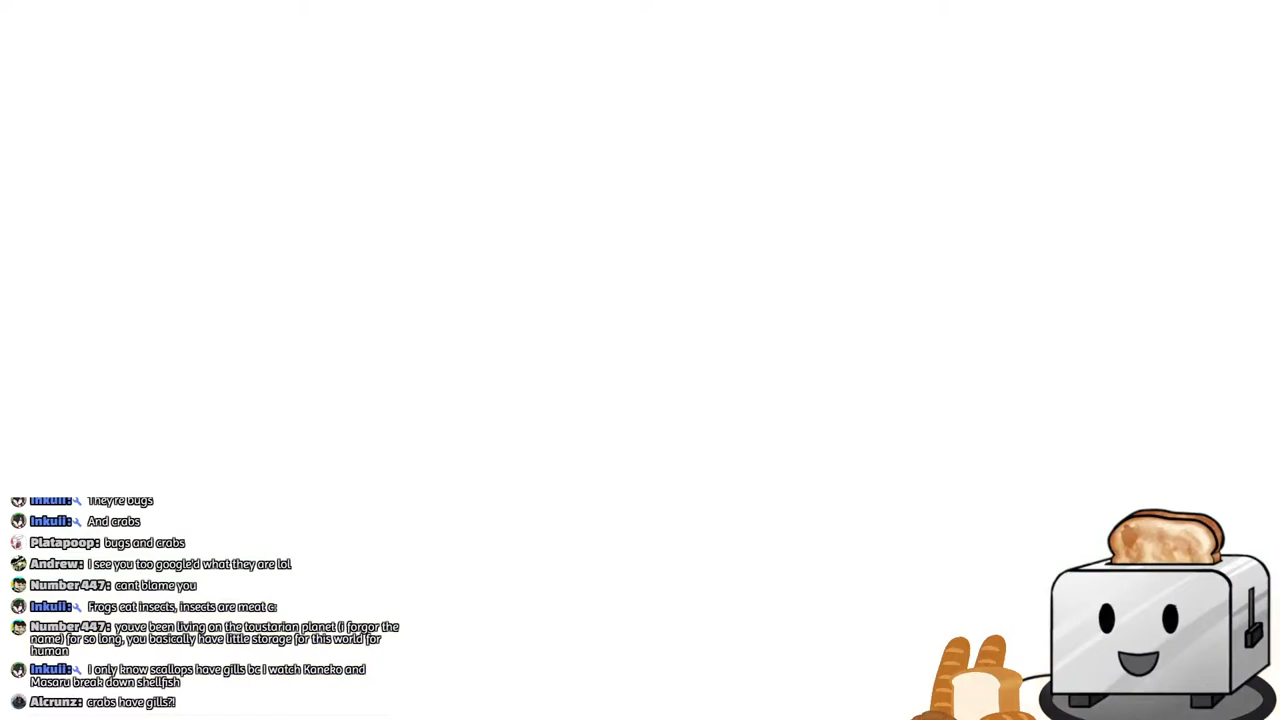 Inkuii: They're bugs
Inkuii: And crabs
Platapoop: bugs and crabs
Andrew: I see you too google'd what they are lol
Number 447: cant blame you
Inkuii: Frogs eat insects, insects are meat c:
Number 447: youve been living on the toustarian planet (i forgor the
name) for so long, you basically have little storage for this world for
human
Inkuii: I only know scallops have gills bc I watch Kaneko and
Masaru break down shellfish
Alcrunz: crabs have gills?!